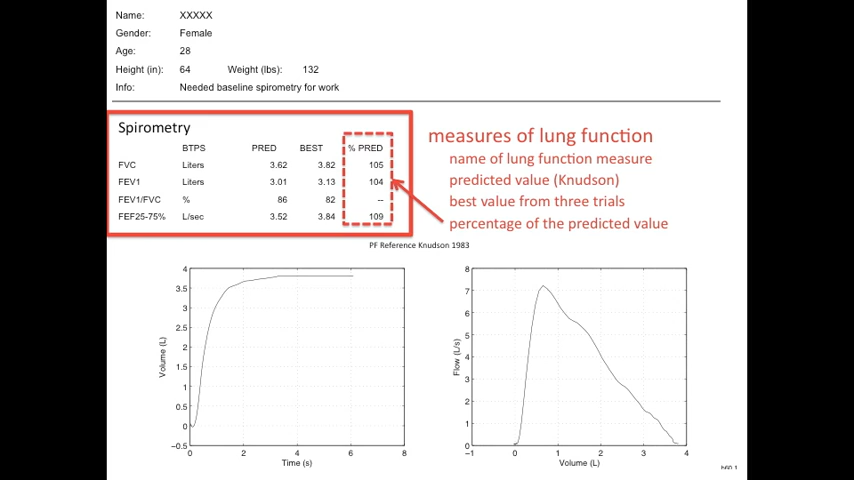 Name: XXXXX
Gender: Female
Age: 28
Height (in): 64 Weight (lbs): 132
Info: Needed baseline spirometry for work
Spirometry
BTPS PRED BEST % PRED
FVC Liters 3.62 3.82 105
FEV1 Liters 3.01 3.13 104
FEV1/FVC % 86 82 --
FEF25-75% L/sec 3.52 3.84 109
measures of lung function
name of lung function measure
predicted value (Knudson)
best value from three trials
percentage of the predicted value
PF Reference Knudson 1983
4
3.5
3
2.5
2
1.5
1
0.5
0
−0.5
Volume (L)
0 2 4 6 8
Time (s)
8
7
6
5
4
3
2
1
0
Flow (L/s)
−1 0 1 2 3 4
Volume (L)